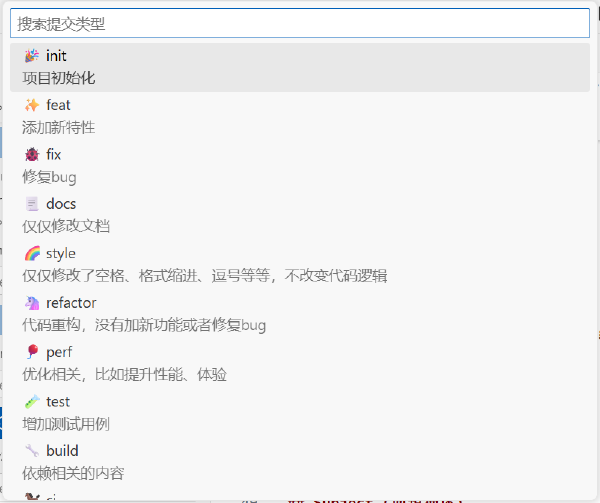 搜索提交类型
🎉 init
项目初始化
✨ feat
添加新特性
🐞 fix
修复bug
📃 docs
仅仅修改文档
🌈 style
仅仅修改了空格、格式缩进、逗号等等，不改变代码逻辑
🦄 refactor
代码重构，没有加新功能或者修复bug
🎈 perf
优化相关，比如提升性能、体验
🧪 test
增加测试用例
🔧 build
依赖相关的内容
🐎 ci